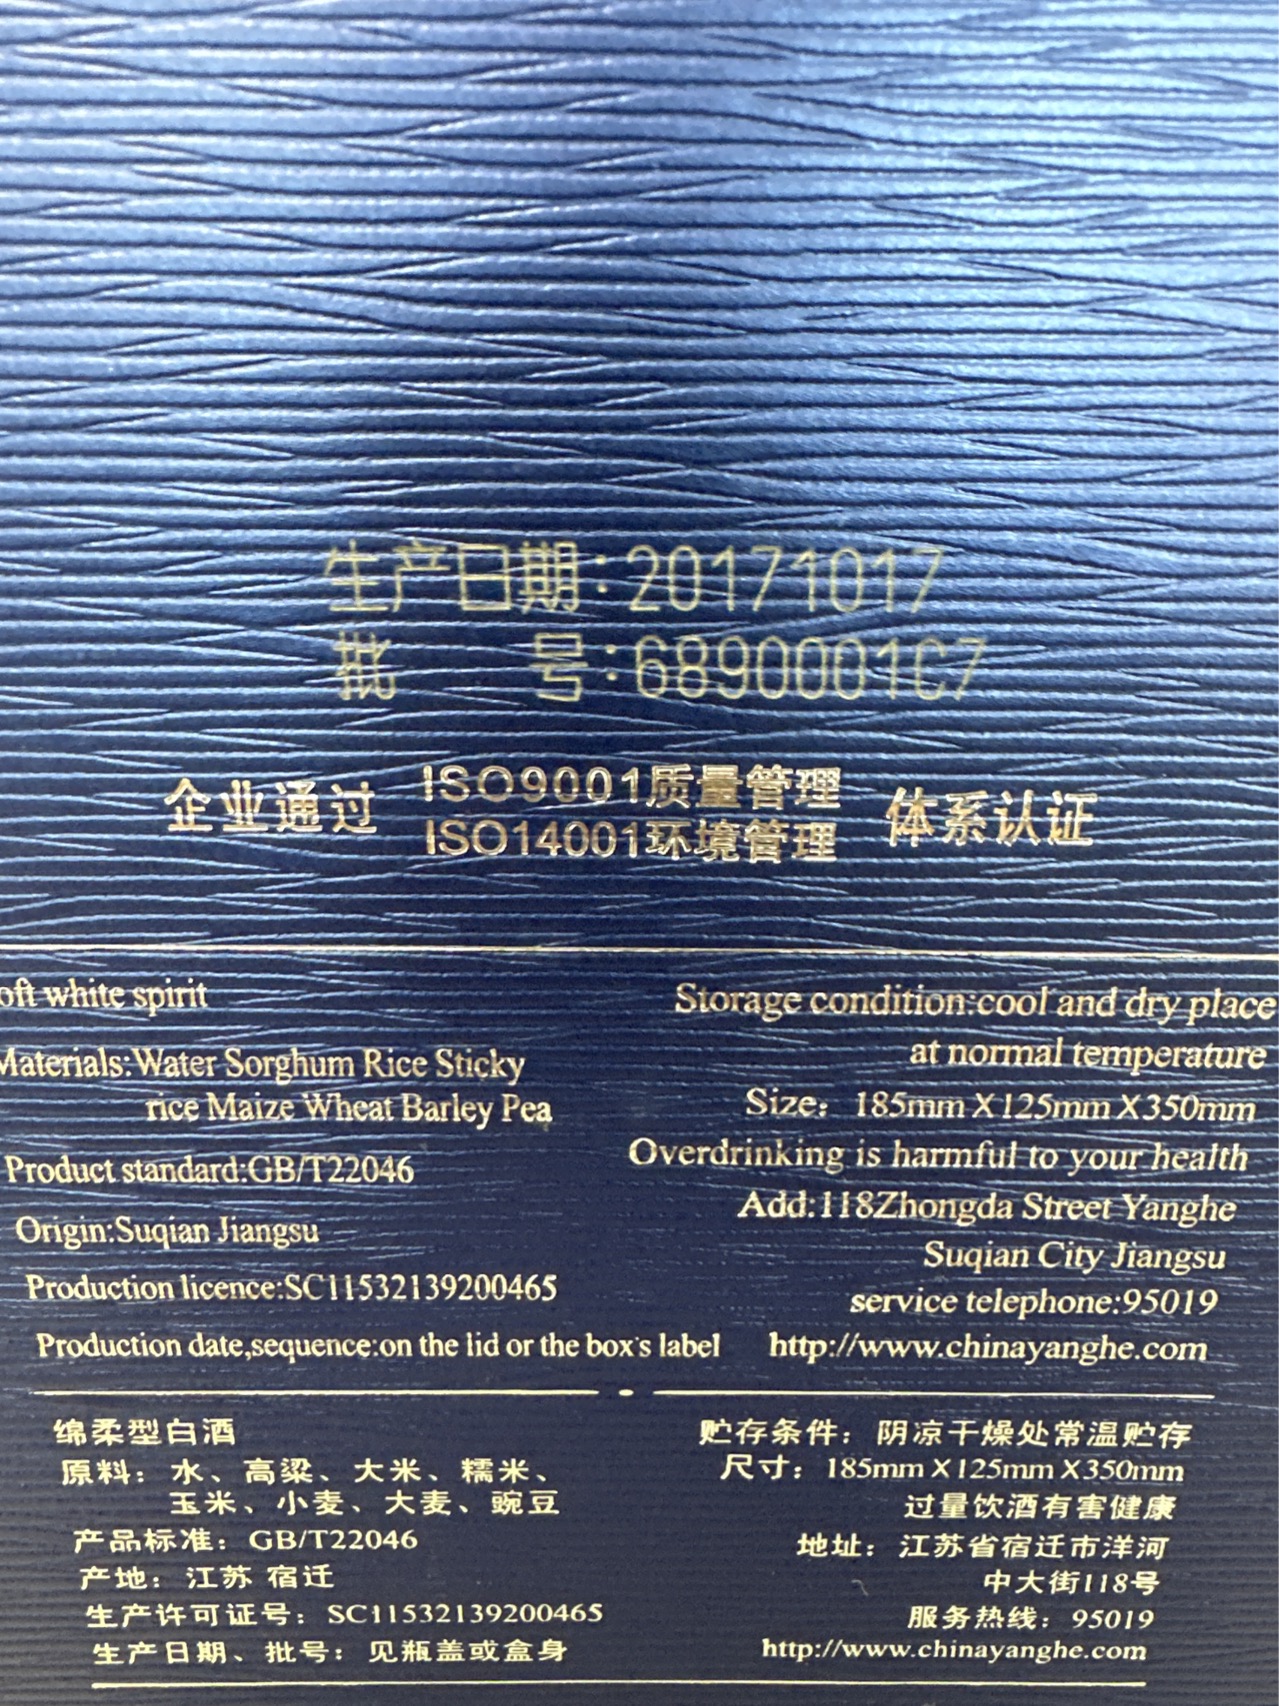 生产日期:20171017
批 号:6890001C7
企业通过 ISO9001质量管理 体系认证
ISO14001环境管理
oft white spirit
Materials:Water Sorghum Rice Sticky
rice Maize Wheat Barley Pea
Product standard:GB/T22046
Origin:Suqian Jiangsu
Production licence:SC11532139200465
Production date,sequence:on the lid or the box's label
Storage condition:cool and dry place
at normal temperature
Size：185mm X 125mm X 350mm
Overdrinking is harmful to your health
Add:118Zhongda Street Yanghe
Suqian City Jiangsu
service telephone:95019
http://www.chinayanghe.com
绵柔型白酒
原料：水、高粱、大米、糯米、
玉米、小麦、大麦、豌豆
产品标准：GB/T22046
产地：江苏 宿迁
生产许可证号：SC11532139200465
生产日期、批号：见瓶盖或盒身
贮存条件：阴凉干燥处常温贮存
尺寸：185mm X 125mm X 350mm
过量饮酒有害健康
地址：江苏省宿迁市洋河
中大街118号
服务热线：95019
http://www.chinayanghe.com